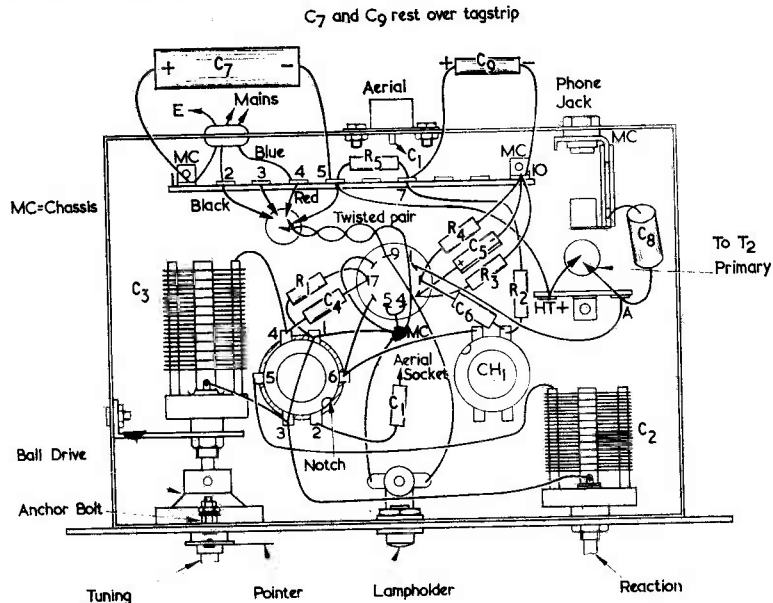 C7 and C9 rest over tagstrip
+ C7 -
+ C9 -
E
Mains
Aerial
Phone
Jack
MC
C1
MC
Blue
R5
MC
1
2
3
4
5
7
10
MC=Chassis
Black
Red
Twisted pair
R4
C5
R3
R2
C8
To T2
Primary
C3
R1
C4
9
17
5 4
C6
HT+
A
MC
4
5
6
3
2
Aerial
Socket
C1
CH1
C2
Notch
Ball Drive
Anchor Bolt
Tuning
Pointer
Lampholder
Reaction